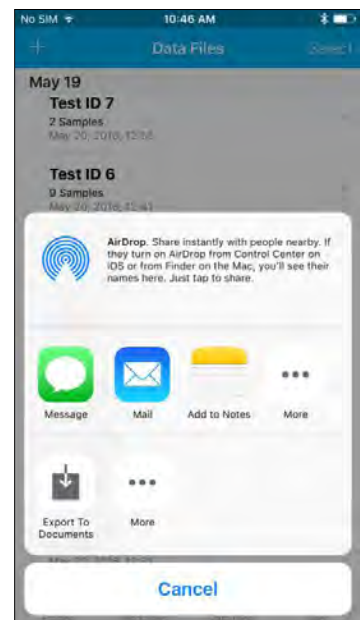 No SIM 10:46 AM
+ Data Files Select
May 19
Test ID 7
2 Samples
May 20, 2016, 12:56
Test ID 6
9 Samples
May 20, 2016, 12:41
AirDrop. Share instantly with people nearby. If
they turn on AirDrop from Control Center on
iOS or from Finder on the Mac, you'll see their
names here. Just tap to share.
Message Mail Add to Notes More
Export To More
Documents
Cancel